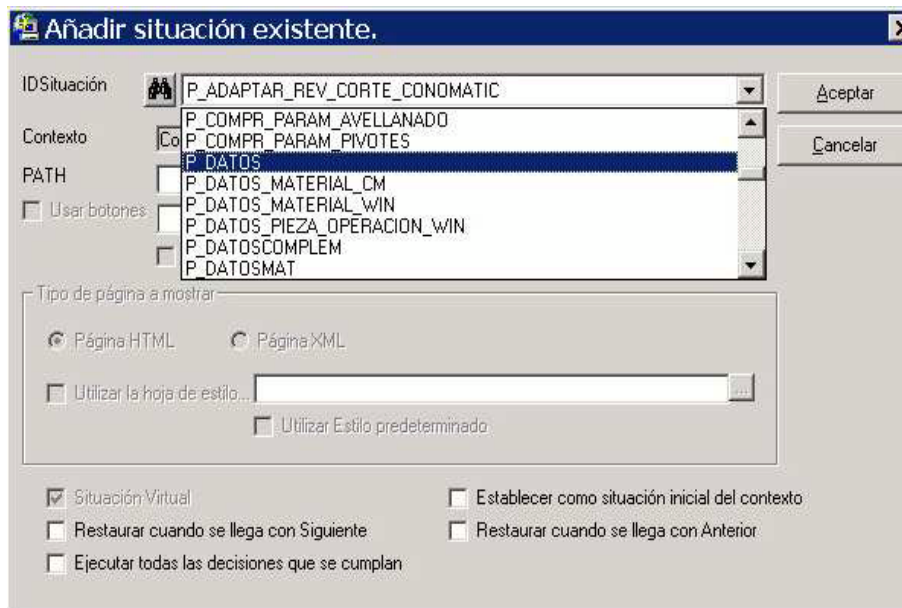 Añadir situación existente.
IDSituación
P_ADAPTAR_REV_CORTE_CONOMATIC
Aceptar
P_COMPR_PARAM_AVELLANADO
Contexto
Co
P_COMPR_PARAM_PIVOTES
Cancelar
P_DATOS
PATH
P_DATOS_MATERIAL_CM
Usar botones
P_DATOS_MATERIAL_WIN
P_DATOS_PIEZA_OPERACION_WIN
P_DATOSCOMPLEM
P_DATOSMAT
Tipo de página a mostrar
Página HTML
Página XML
Utilizar la hoja de estilo...
...
Utilizar Estilo predeterminado
Situación Virtual
Establecer como situación inicial del contexto
Restaurar cuando se llega con Siguiente
Restaurar cuando se llega con Anterior
Ejecutar todas las decisiones que se cumplan